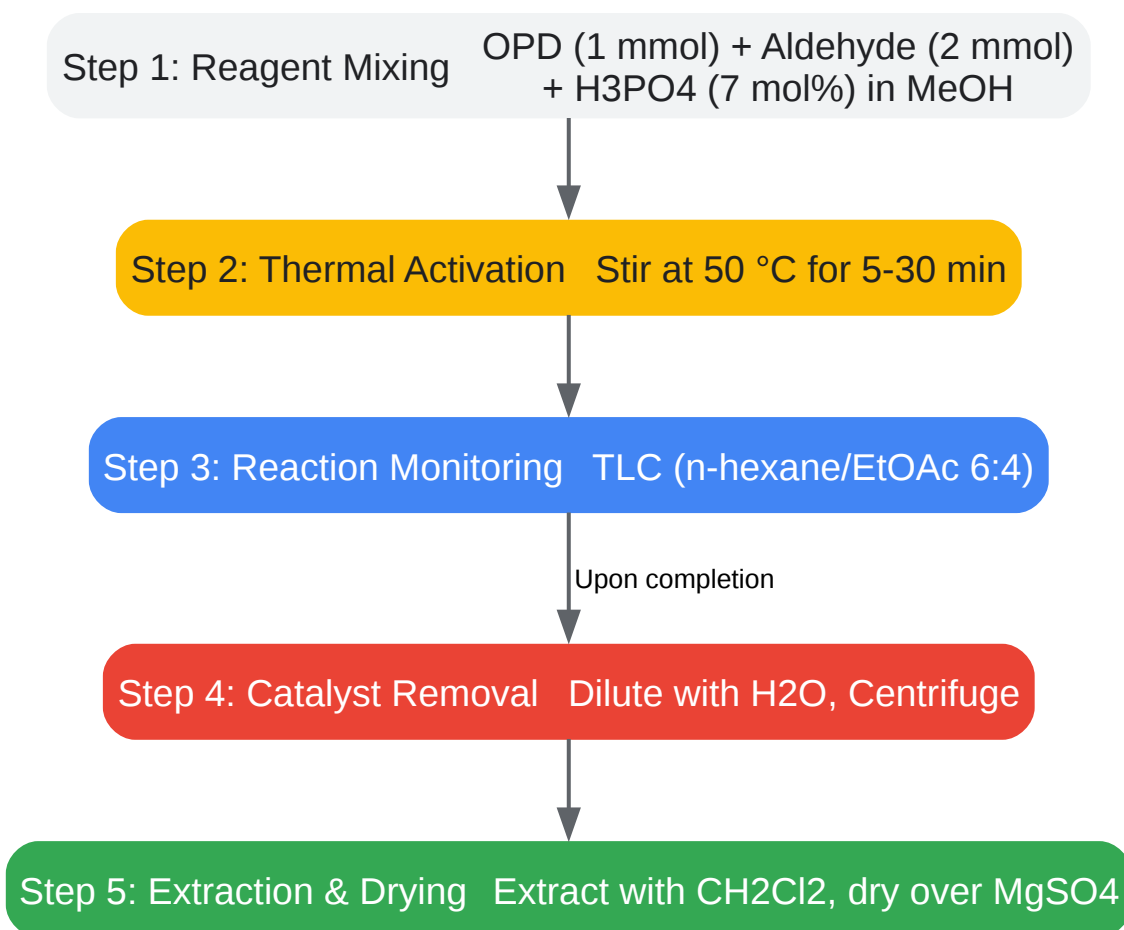 Step 1: Reagent Mixing
OPD (1 mmol) + Aldehyde (2 mmol)
+ H3PO4 (7 mol%) in MeOH
Step 2: Thermal Activation Stir at 50 °C for 5-30 min
Step 3: Reaction Monitoring TLC (n-hexane/EtOAc 6:4)
Upon completion
Step 4: Catalyst Removal Dilute with H2O, Centrifuge
Step 5: Extraction & Drying Extract with CH2Cl2, dry over MgSO4